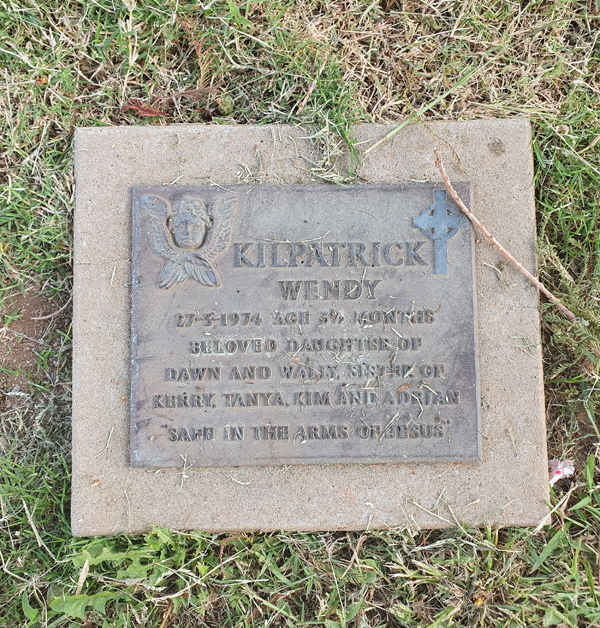 KILPATRICK
WENDY
27-3-1974 AGE 3½ MONTHS
BELOVED DAUGHTER OF
DAWN AND WALLY, SISTER OF
KERRY, TANYA, KIM AND ADRIAN
"SAFE IN THE ARMS OF JESUS"